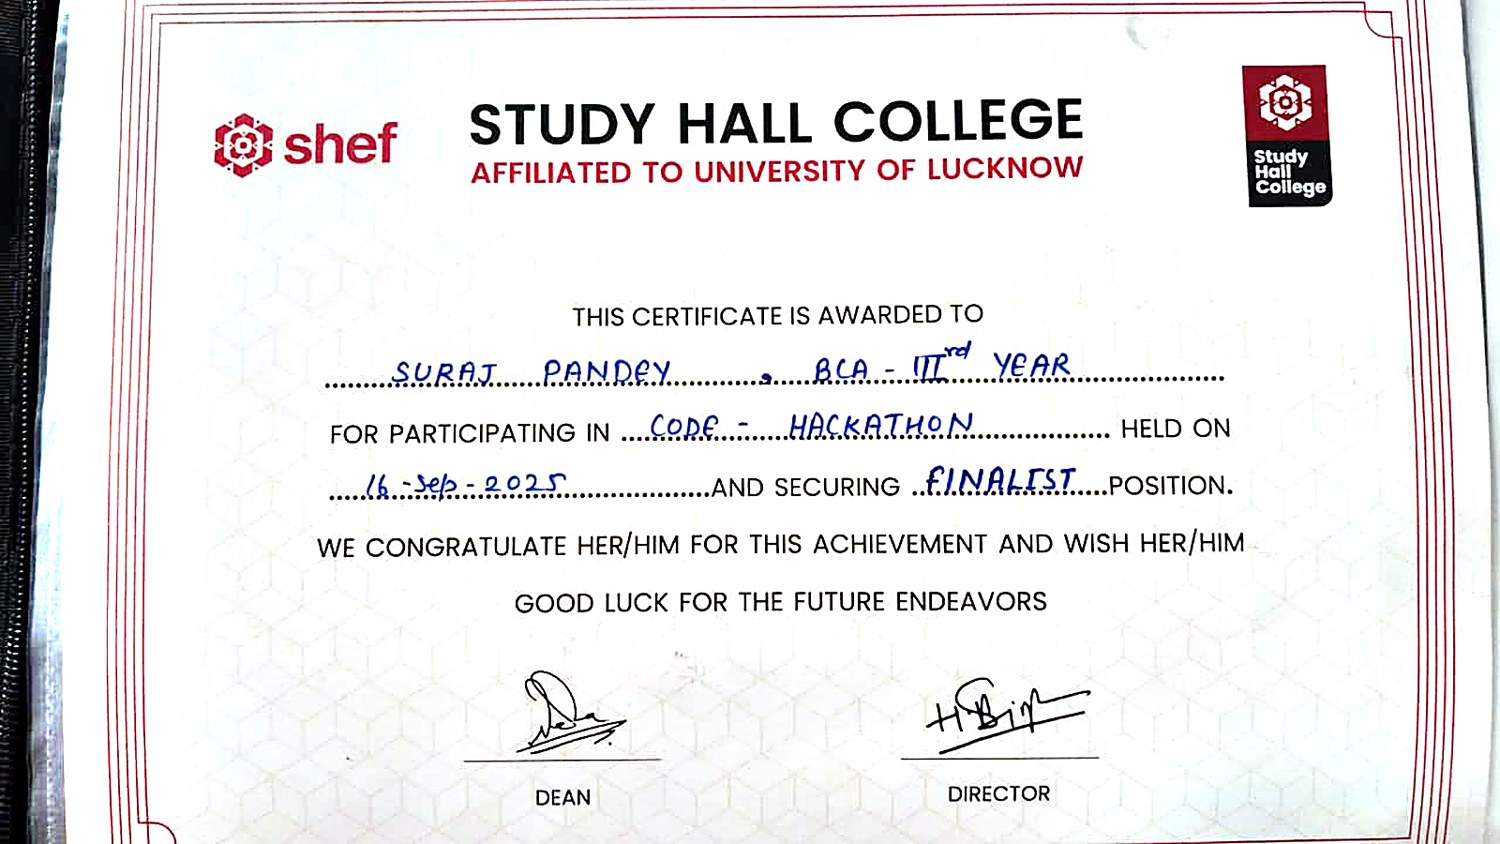 shef
STUDY HALL COLLEGE
AFFILIATED TO UNIVERSITY OF LUCKNOW
Study
Hall
College
THIS CERTIFICATE IS AWARDED TO
SURAJ PANDEY, BCA - IIIrd YEAR
FOR PARTICIPATING IN CODE - HACKATHON HELD ON
16 - Sep - 2025 AND SECURING FINALIST POSITION.
WE CONGRATULATE HER/HIM FOR THIS ACHIEVEMENT AND WISH HER/HIM
GOOD LUCK FOR THE FUTURE ENDEAVORS
DEAN
DIRECTOR